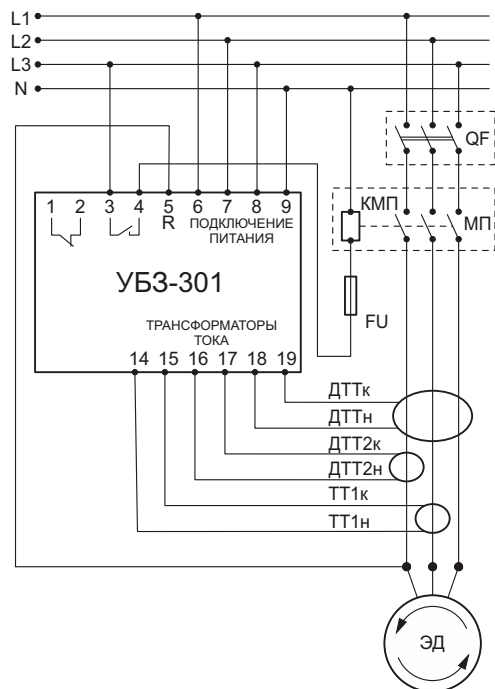 L1
L2
L3
N
QF
КМП
МП
1 2 3 4 5 6 7 8 9
R
ПОДКЛЮЧЕНИЕ
ПИТАНИЯ
УБЗ-301
FU
ТРАНСФОРМАТОРЫ
ТОКА
14 15 16 17 18 19
ДТТк
ДТТн
ДТТ2к
ДТТ2н
ТТ1к
ТТ1н
ЭД